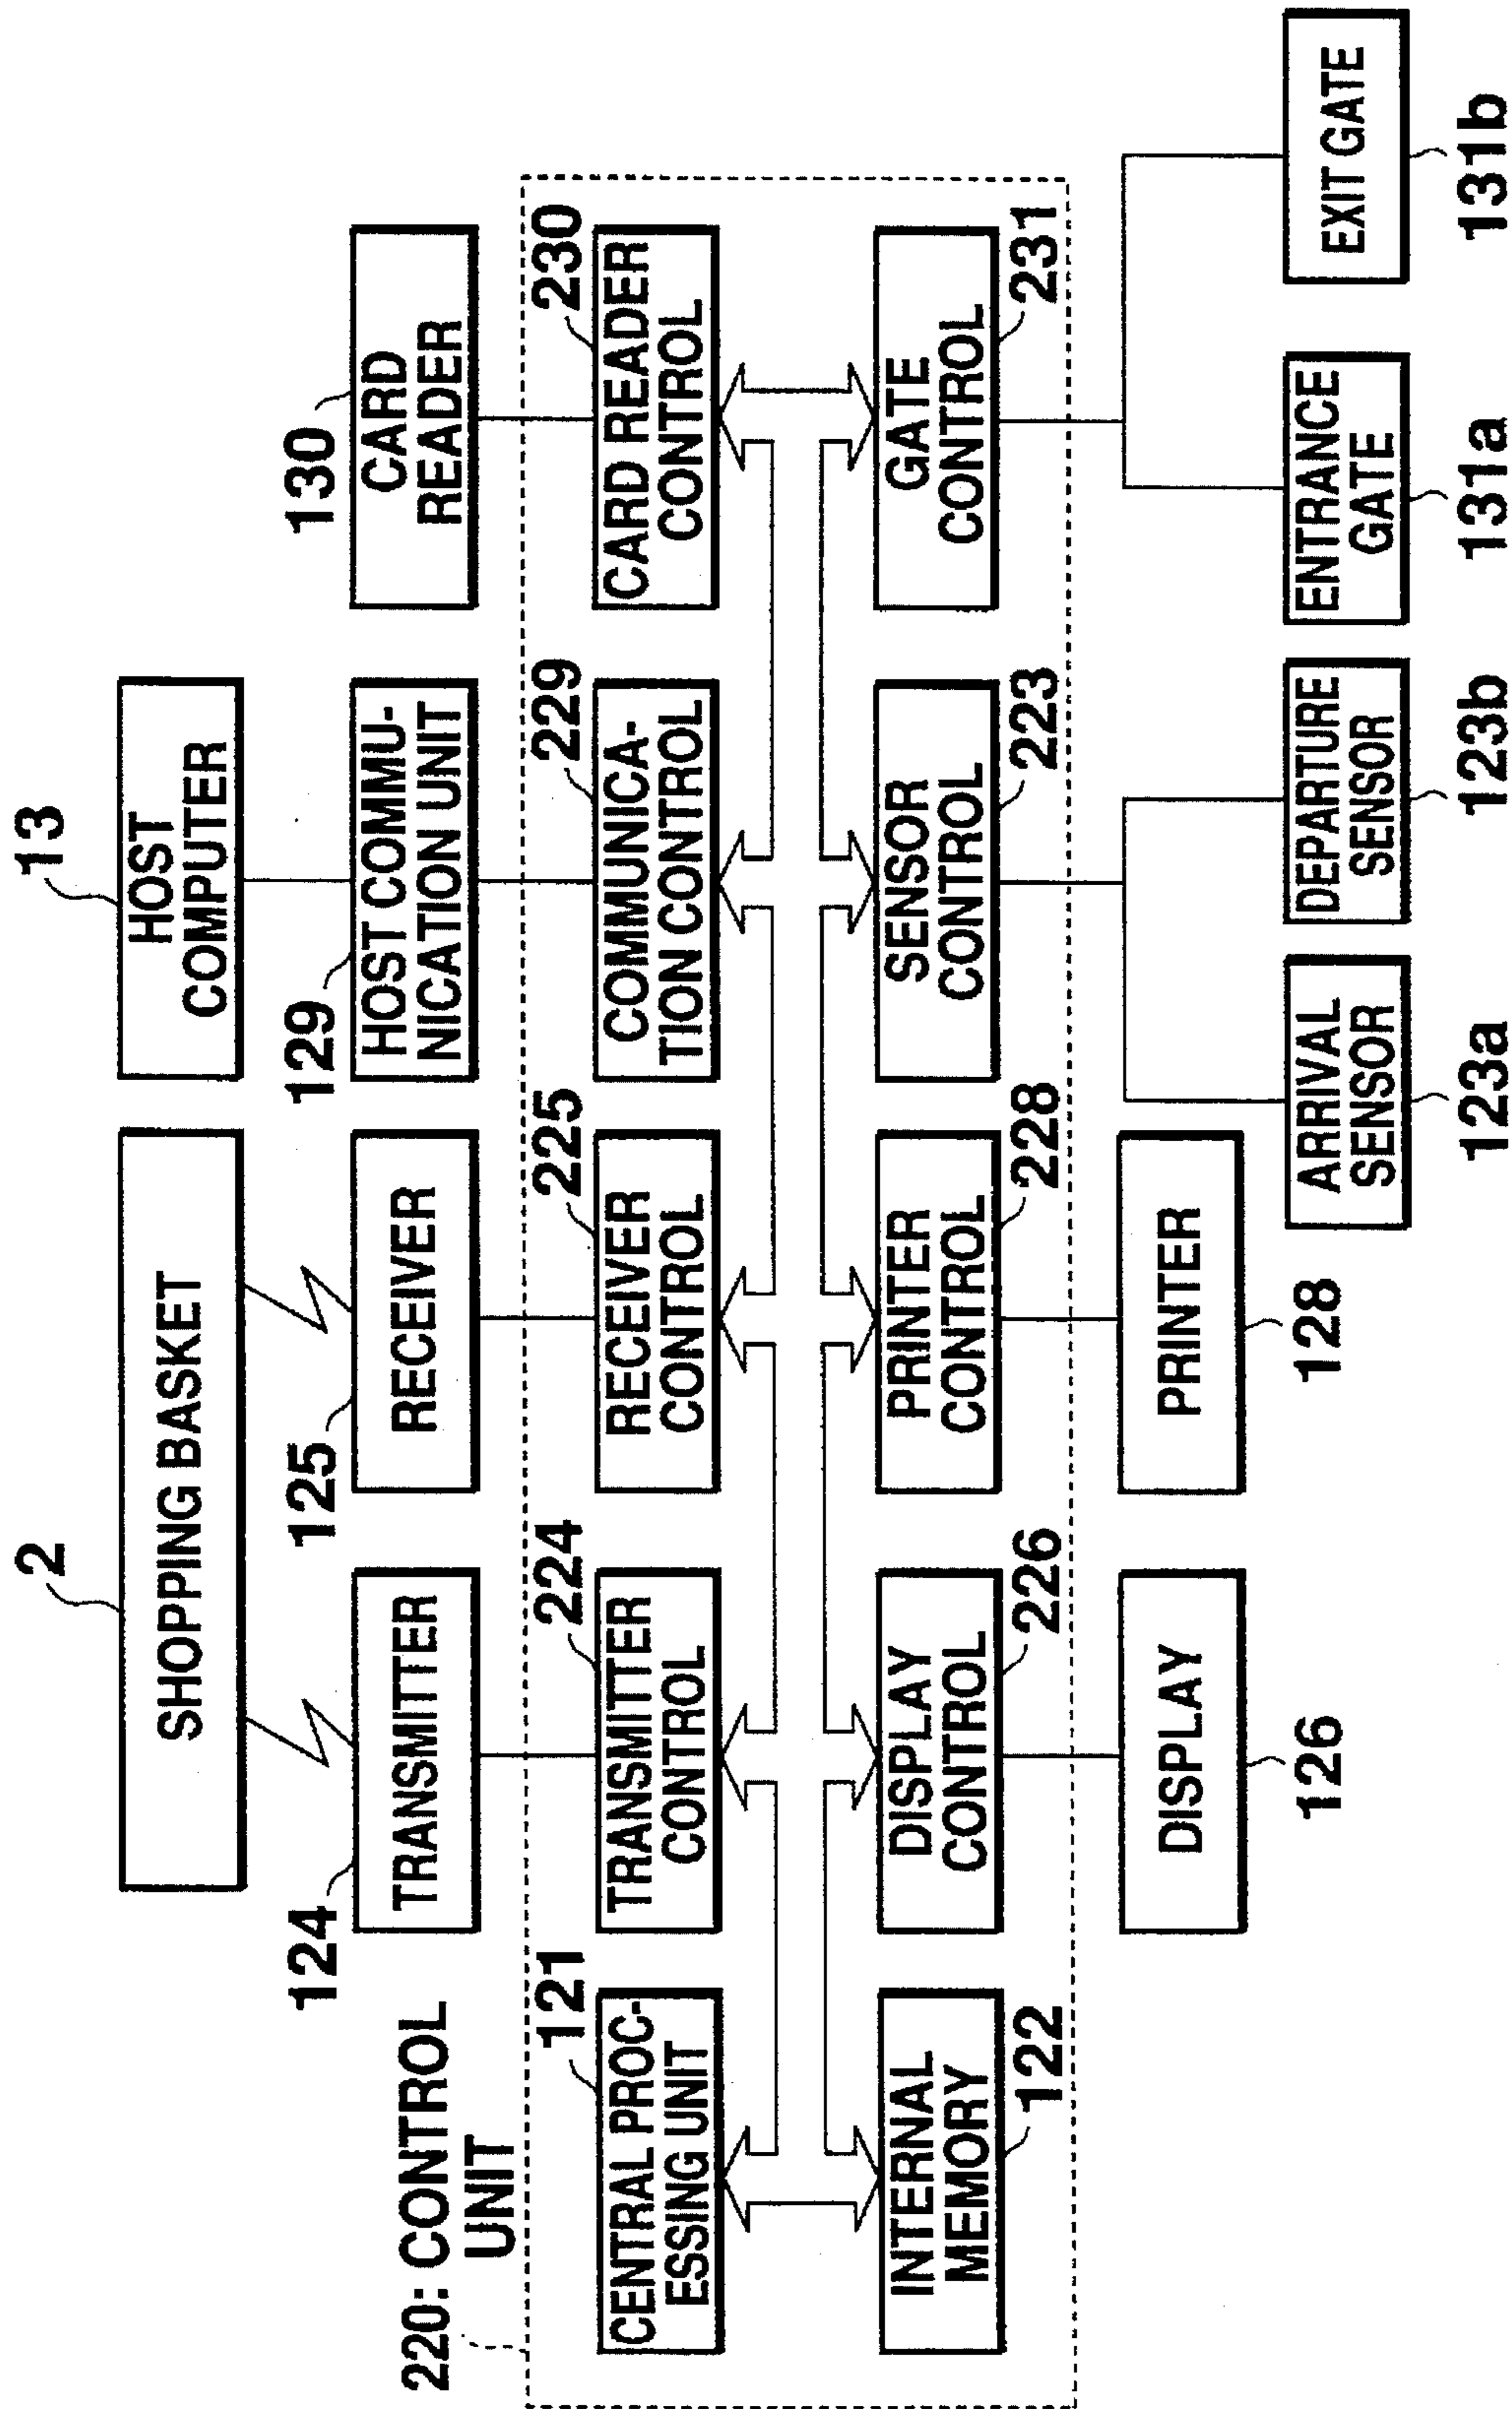 2
SHOPPING BASKET
13
HOST
COMPUTER
124
TRANSMITTER
125
RECEIVER
129
HOST COMMU-
NICATION UNIT
130
CARD
READER
220: CONTROL
UNIT
121
CENTRAL PROC-
ESSING UNIT
224
TRANSMITTER
CONTROL
225
RECEIVER
CONTROL
229
COMMUNICA-
TION CONTROL
230
CARD READER
CONTROL
INTERNAL
MEMORY
122
DISPLAY
CONTROL
226
PRINTER
CONTROL
228
SENSOR
CONTROL
223
GATE
CONTROL
231
DISPLAY
126
PRINTER
128
ARRIVAL
SENSOR
123a
DEPARTURE
SENSOR
123b
ENTRANCE
GATE
131a
EXIT GATE
131b